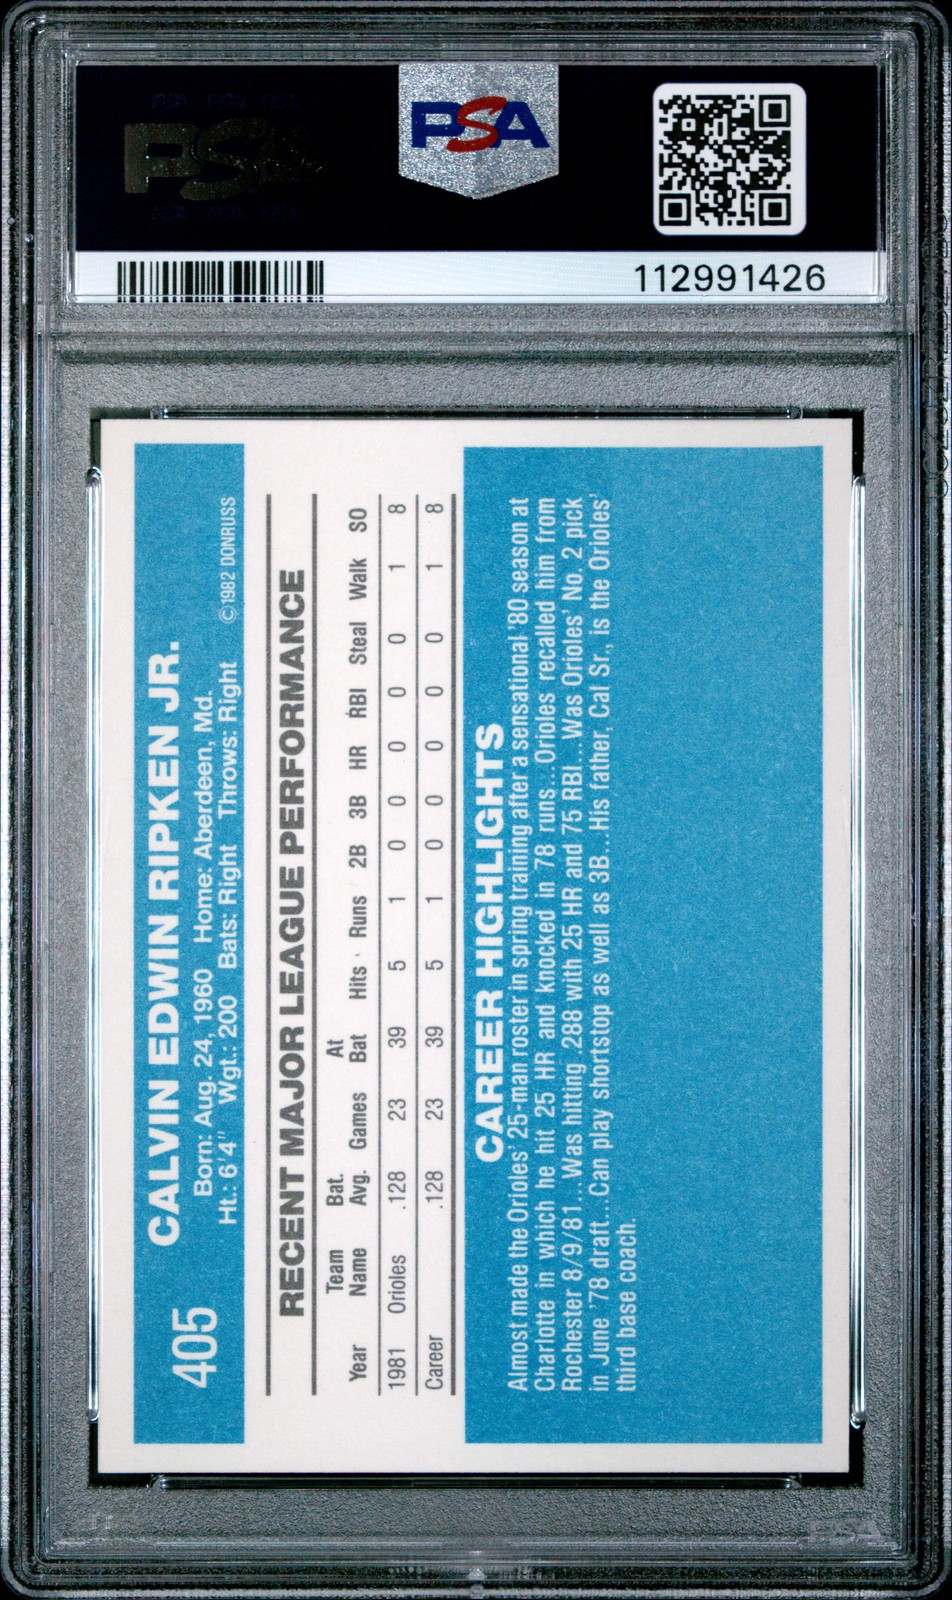 PSA
PSA
112991426
405
CALVIN EDWIN RIPKEN JR.
Born: Aug. 24, 1960 Home: Aberdeen, Md.
Ht.: 6'4" Wgt.: 200 Bats: Right Throws: Right ©1982 DONRUSS
RECENT MAJOR LEAGUE PERFORMANCE
Year Team Name Bat. Avg. Games At Bat Hits Runs 2B 3B HR RBI Steal Walk SO
1981 Orioles .128 23 39 5 1 0 0 0 0 0 1 8
Career .128 23 39 5 1 0 0 0 0 0 1 8
CAREER HIGHLIGHTS
Almost made the Orioles' 25-man roster in spring training after a sensational '80 season at
Charlotte in which he hit 25 HR and knocked in 78 runs...Orioles recalled him from
Rochester 8/9/81...Was hitting .288 with 25 HR and 75 RBI...Was Orioles' No. 2 pick
in June '78 draft...Can play shortstop as well as 3B...His father, Cal Sr., is the Orioles'
third base coach.
PSA